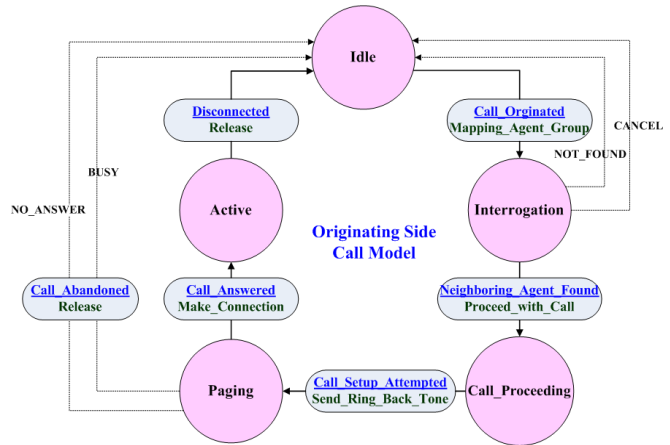 Idle
Disconnected
Release
Call_Orginated
Mapping_Agent_Group
CANCEL
NOT_FOUND
BUSY
NO_ANSWER
Active
Interrogation
Originating Side
Call Model
Call_Abandoned
Release
Call_Answered
Make_Connection
Neighboring_Agent_Found
Proceed_with_Call
Paging
Call_Setup_Attempted
Send_Ring_Back_Tone
Call_Proceeding